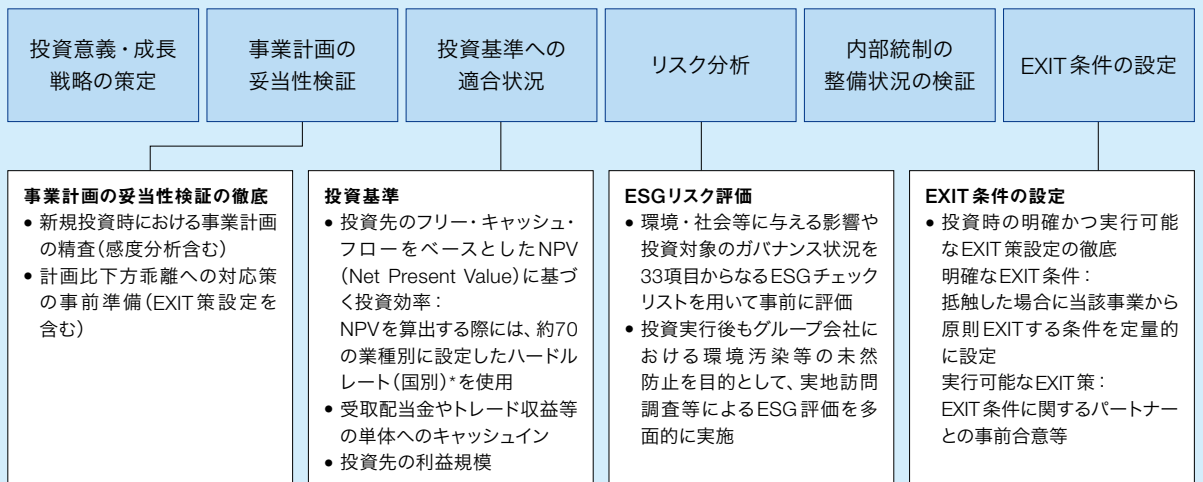 投資意義・成長
戦略の策定
事業計画の
妥当性検証
投資基準への
適合状況
リスク分析
内部統制の
整備状況の検証
EXIT条件の設定
事業計画の妥当性検証の徹底
• 新規投資時における事業計画
の精査(感度分析含む)
• 計画比下方乖離への対応策
の事前準備(EXIT策設定を
含む)
投資基準
• 投資先のフリー・キャッシュ・
フローをベースとしたNPV
(Net Present Value)に基づ
く投資効率:
NPVを算出する際には、約70
の業種別に設定したハードル
レート(国別)*を使用
• 受取配当金やトレード収益等
の単体へのキャッシュイン
• 投資先の利益規模
ESGリスク評価
• 環境・社会等に与える影響や
投資対象のガバナンス状況を
33項目からなるESGチェック
リストを用いて事前に評価
• 投資実行後もグループ会社に
おける環境汚染等の未然
防止を目的として、実地訪問
調査等によるESG評価を多
面的に実施
EXIT条件の設定
• 投資時の明確かつ実行可能
なEXIT策設定の徹底
明確なEXIT条件:
抵触した場合に当該事業から
原則EXITする条件を定量的
に設定
実行可能なEXIT策:
EXIT条件に関するパートナー
との事前合意等